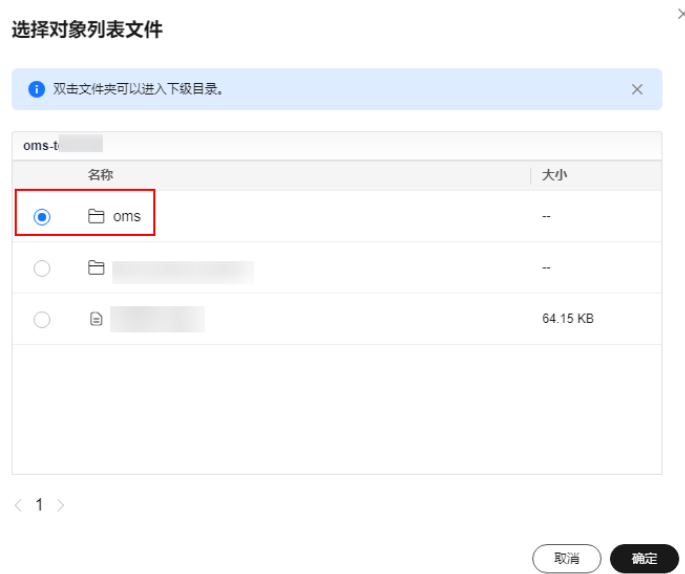 选择对象列表文件
双击文件夹可以进入下级目录。
oms-t
名称 大小
oms --
--
64.15 KB
1
取消 确定